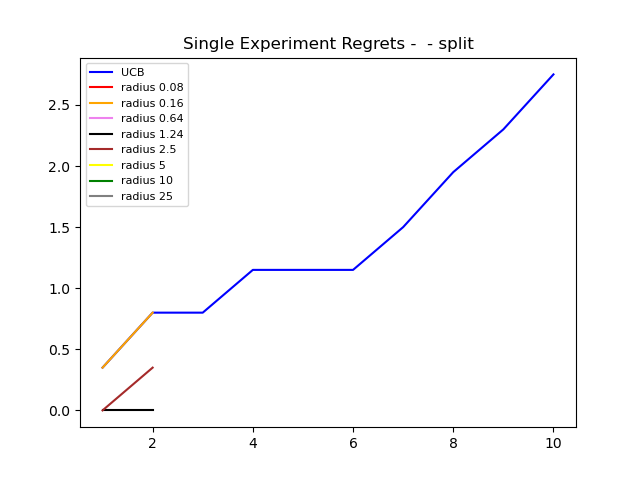 Single Experiment Regrets -  - split
UCB
radius 0.08
radius 0.16
radius 0.64
radius 1.24
radius 2.5
radius 5
radius 10
radius 25
2.5
2.0
1.5
1.0
0.5
0.0
2 4 6 8 10